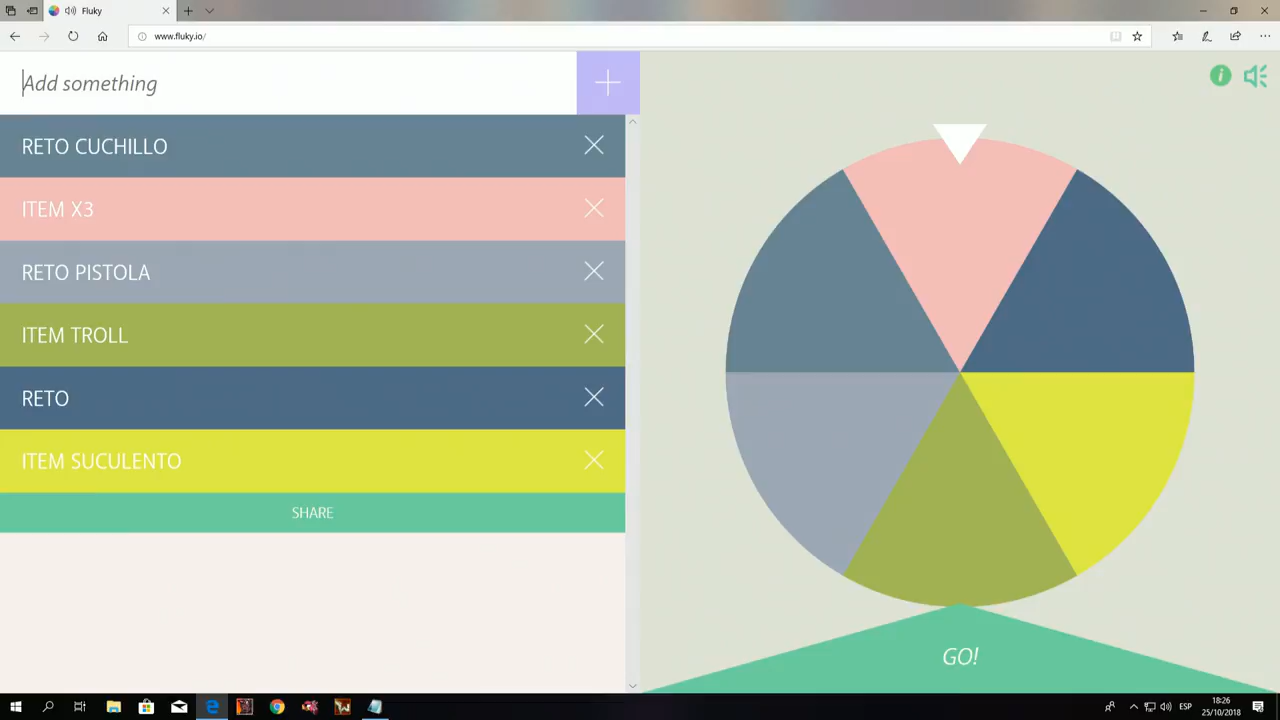 Fluky
www.fluky.io/
Add something
RETO CUCHILLO
ITEM X3
RETO PISTOLA
ITEM TROLL
RETO
ITEM SUCULENTO
SHARE
GO!
ESP
18:26
25/10/2018